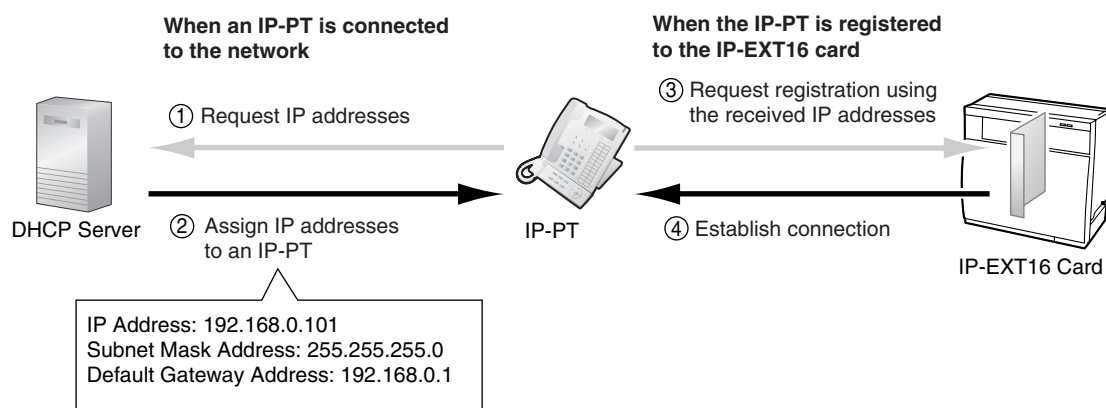 When an IP-PT is connected
to the network
When the IP-PT is registered
to the IP-EXT16 card
① Request IP addresses
③ Request registration using
the received IP addresses
DHCP Server
② Assign IP addresses
to an IP-PT
IP-PT
④ Establish connection
IP-EXT16 Card
IP Address: 192.168.0.101
Subnet Mask Address: 255.255.255.0
Default Gateway Address: 192.168.0.1